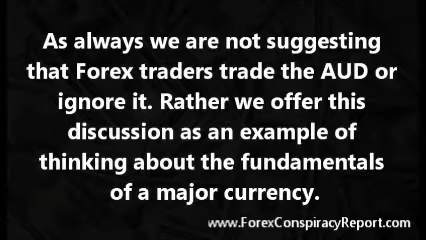 As always we are not suggesting
that Forex traders trade the AUD or
ignore it. Rather we offer this
discussion as an example of
thinking about the fundamentals
of a major currency.
www.ForexConspiracyReport.com